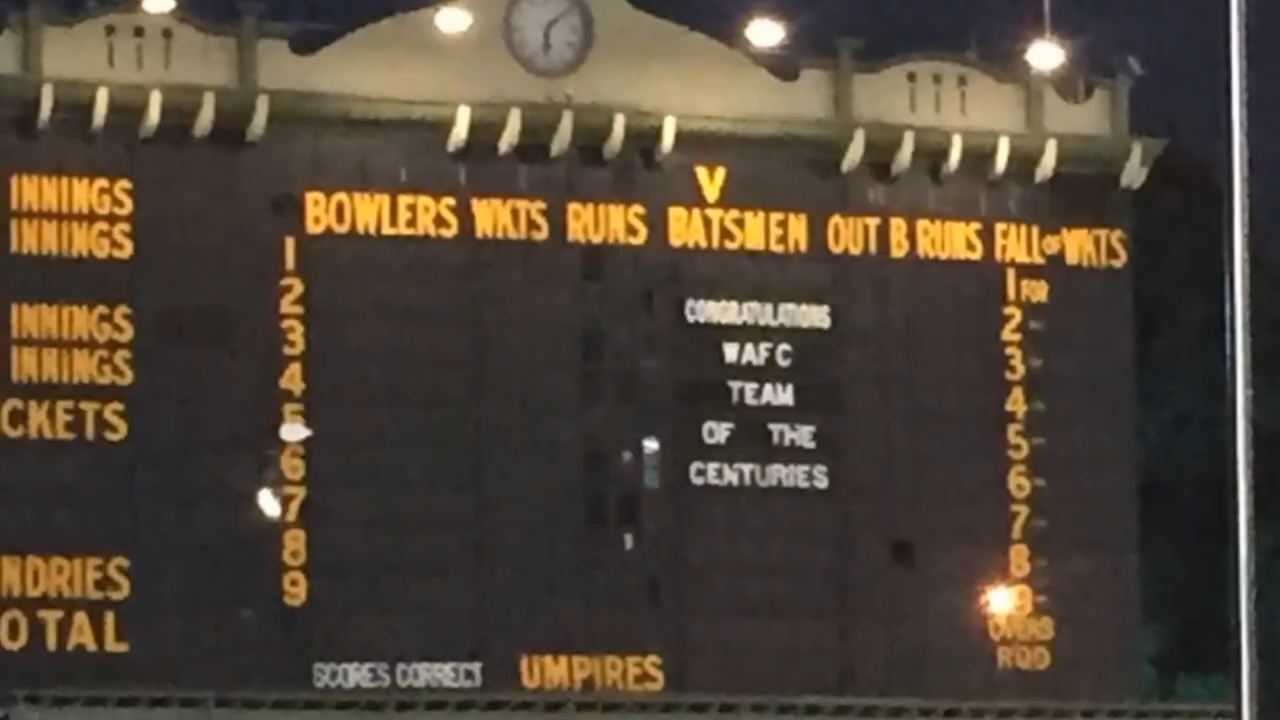 V
INNINGS BOWLERS WKTS RUNS BATSMEN OUT B RUNS FALL OF WKTS
INNINGS 1 1 FOR
2 CONGRATULATIONS 2 -
INNINGS 3 WAFC 3 -
INNINGS 4 TEAM 4 -
CKETS 5 OF THE 5 -
6 CENTURIES 6 -
7 7 -
8 8 -
NDRIES 9 9 -
OTAL OVERS
SCORES CORRECT UMPIRES RQD